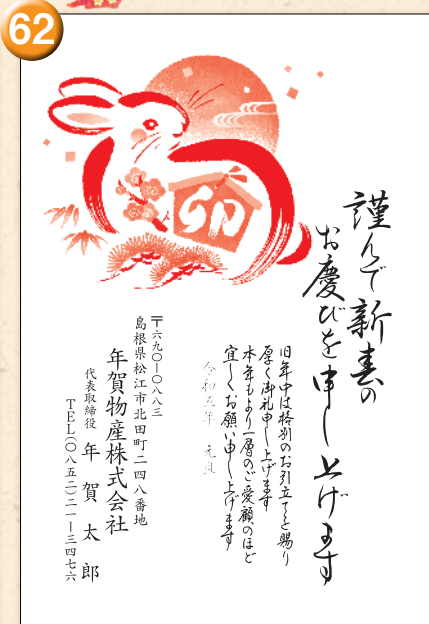 62
卯
謹んで新春の
お慶びを申し上げます
旧年中は格別のお引立てを賜り
厚く御礼申し上げます
本年もより一層のご愛顧のほど
宜しくお願い申し上げます
令和五年 元旦
〒六九〇-〇八八三
島根県松江市北田町二四八番地
年賀物産株式会社
代表取締役 年賀太郎
TEL(〇八五二)二一-三四七六